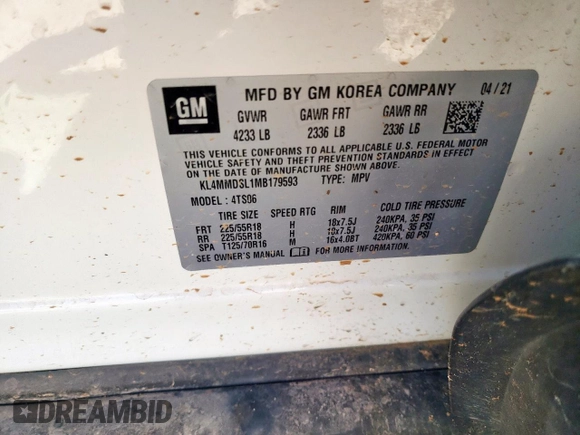 GM
MFD BY GM KOREA COMPANY 04/21
GVWR GAWR FRT GAWR RR
4233 LB 2336 LB 2336 LB
THIS VEHICLE CONFORMS TO ALL APPLICABLE U.S. FEDERAL MOTOR
VEHICLE SAFETY AND THEFT PREVENTION STANDARDS IN EFFECT
ON THE DATE OF MANUFACTURE SHOWN ABOVE.
KL4MMDSL1MB179593 TYPE: MPV
MODEL: 4TS06
TIRE SIZE SPEED RTG RIM COLD TIRE PRESSURE
FRT 225/55R18 H 18x7.5J 240KPA, 35 PSI
RR 225/55R18 H 18x7.5J 240KPA, 35 PSI
SPA T125/70R16 M 16x4.0BT 420KPA, 60 PSI
SEE OWNER'S MANUAL FOR MORE INFORMATION.
DREAMBID